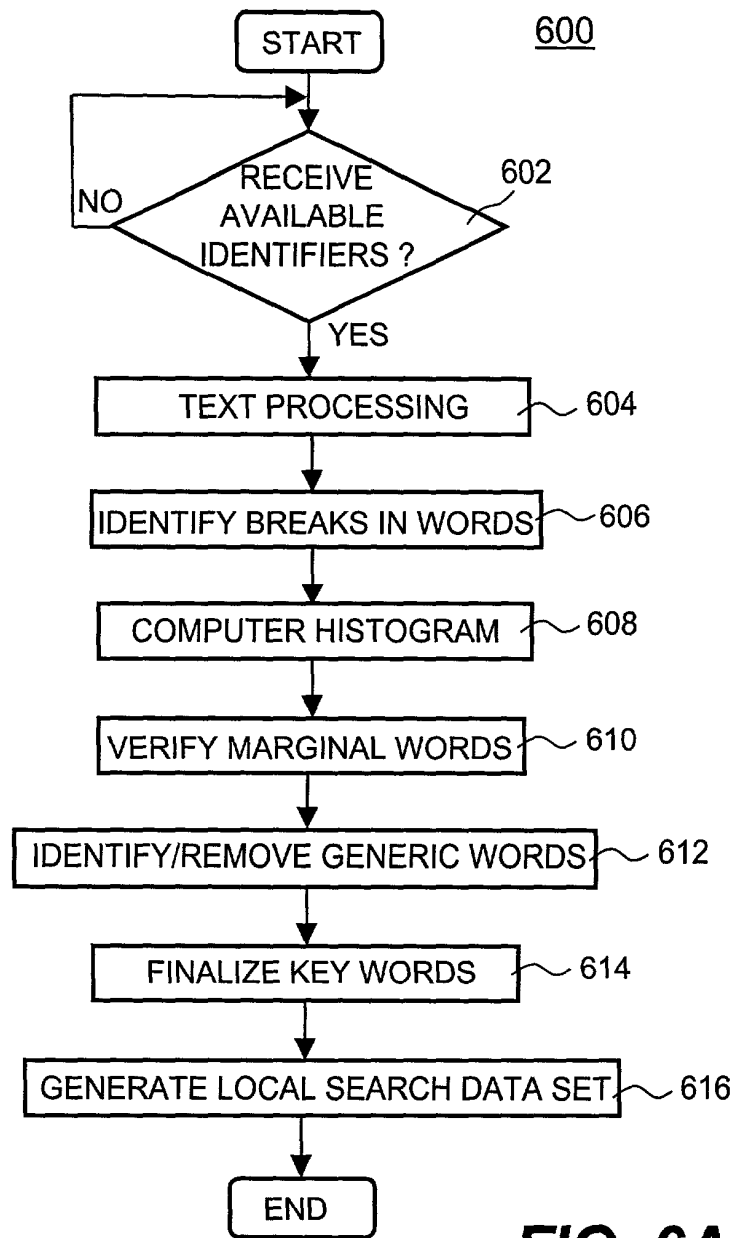 START
600
RECEIVE
AVAILABLE
IDENTIFIERS ?
602
NO
YES
TEXT PROCESSING
604
IDENTIFY BREAKS IN WORDS
606
COMPUTER HISTOGRAM
608
VERIFY MARGINAL WORDS
610
IDENTIFY/REMOVE GENERIC WORDS
612
FINALIZE KEY WORDS
614
GENERATE LOCAL SEARCH DATA SET
616
END
FIG. 6A